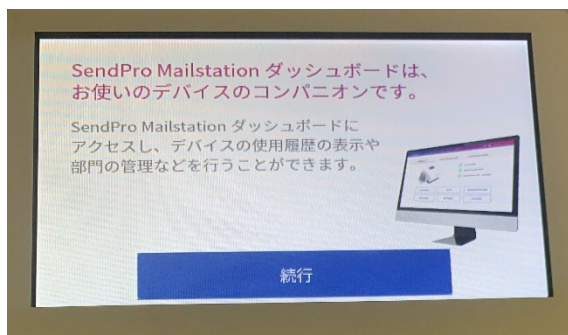 SendPro Mailstation ダッシュボードは、
お使いのデバイスのコンパニオンです。
SendPro Mailstation ダッシュボードに
アクセスし、デバイスの使用履歴の表示や
部門の管理などを行うことができます。
続行